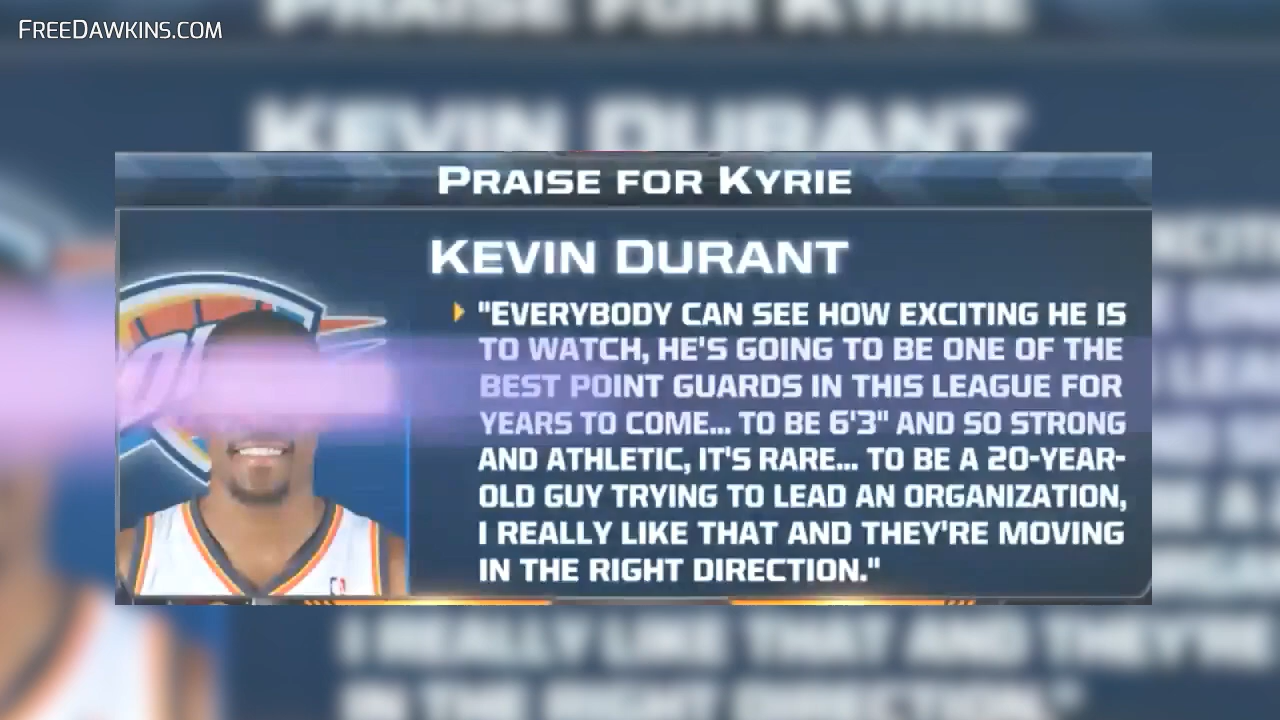 FreeDawkins.com
Praise for Kyrie
Kevin Durant
"Everybody can see how exciting he is
to watch, he's going to be one of the
best point guards in this league for
years to come... to be 6'3" and so strong
and athletic, it's rare... to be a 20-year-
old guy trying to lead an organization,
I really like that and they're moving
in the right direction."